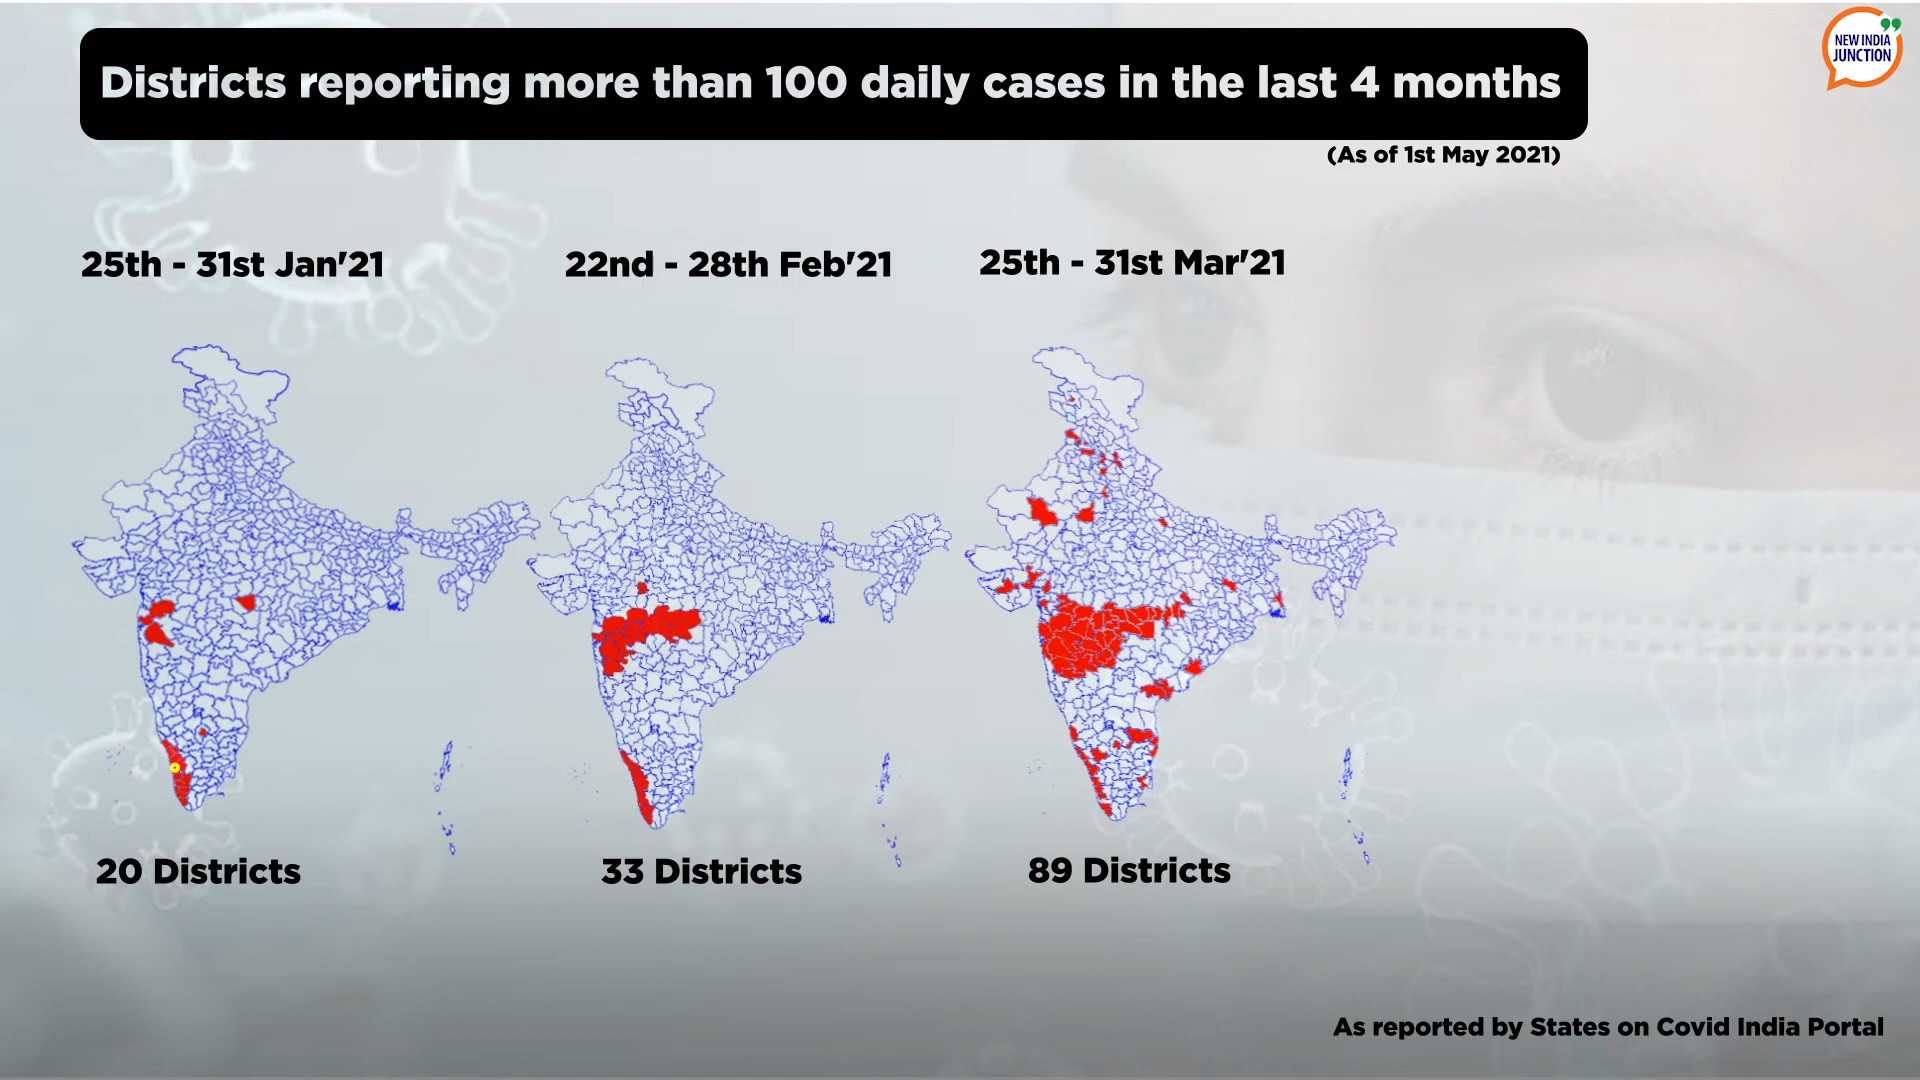 Districts reporting more than 100 daily cases in the last 4 months
NEW INDIA
JUNCTION
(As of 1st May 2021)
25th - 31st Jan'21
22nd - 28th Feb'21
25th - 31st Mar'21
20 Districts
33 Districts
89 Districts
As reported by States on Covid India Portal